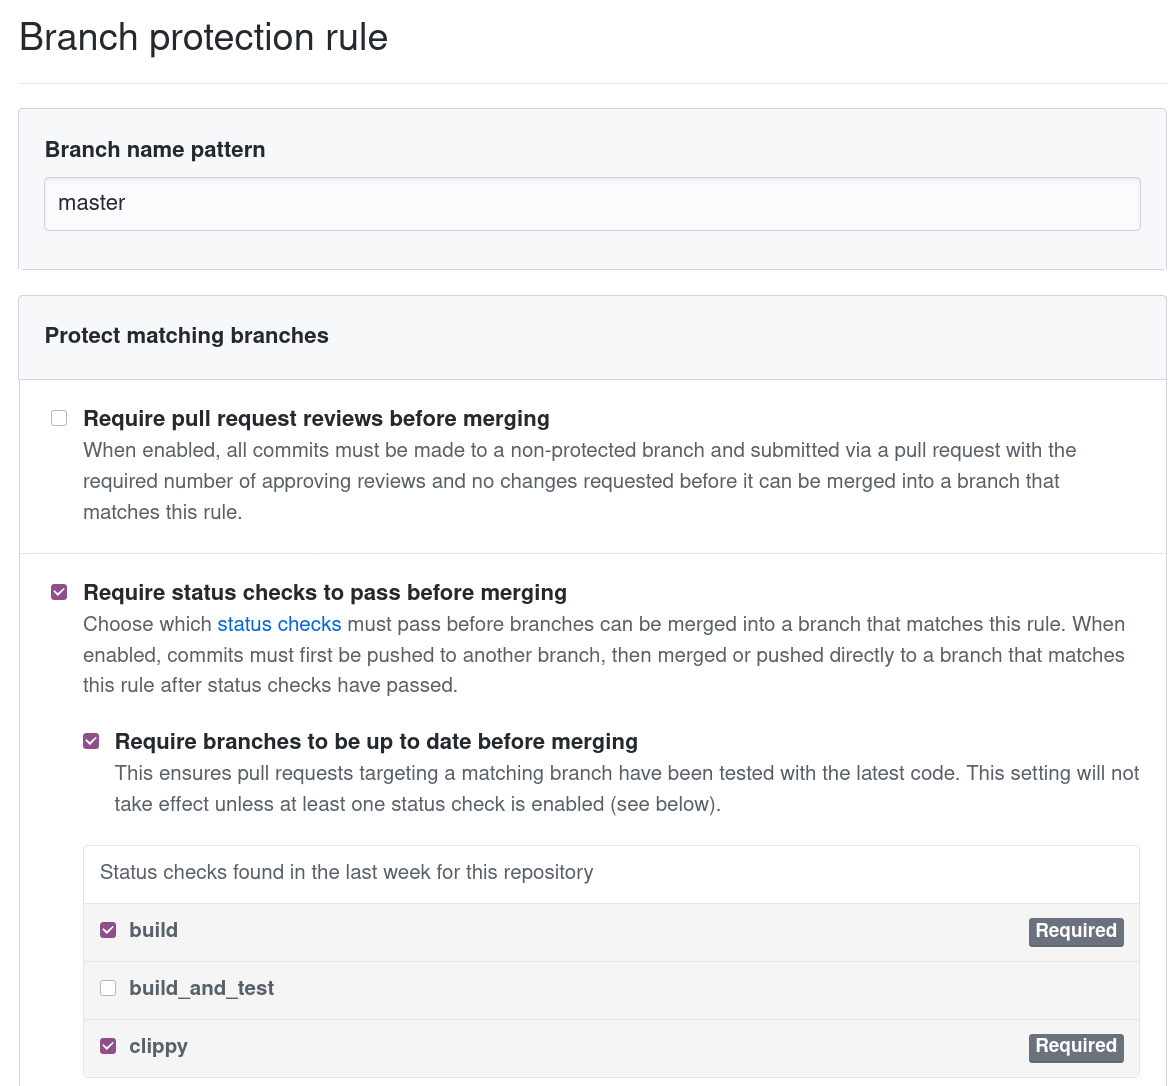 Branch protection rule
Branch name pattern
master
Protect matching branches
Require pull request reviews before merging
When enabled, all commits must be made to a non-protected branch and submitted via a pull request with the
required number of approving reviews and no changes requested before it can be merged into a branch that
matches this rule.
Require status checks to pass before merging
Choose which status checks must pass before branches can be merged into a branch that matches this rule. When
enabled, commits must first be pushed to another branch, then merged or pushed directly to a branch that matches
this rule after status checks have passed.
Require branches to be up to date before merging
This ensures pull requests targeting a matching branch have been tested with the latest code. This setting will not
take effect unless at least one status check is enabled (see below).
Status checks found in the last week for this repository
build Required
build_and_test
clippy Required